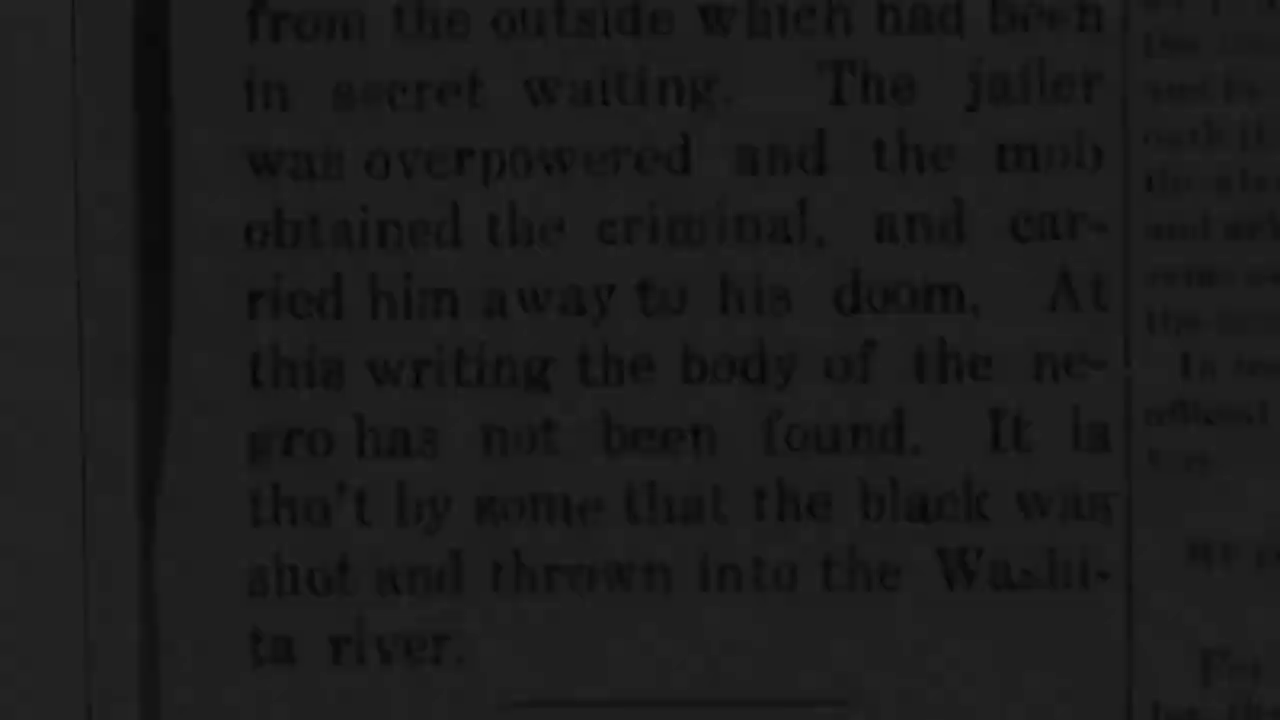 from the outside which had been
in secret waiting. The jailer
was overpowered and the mob
obtained the criminal, and car-
ried him away to his doom. At
this writing the body of the ne-
gro has not been found. It is
tho't by some that the black was
shot and thrown into the Washi-
ta river.